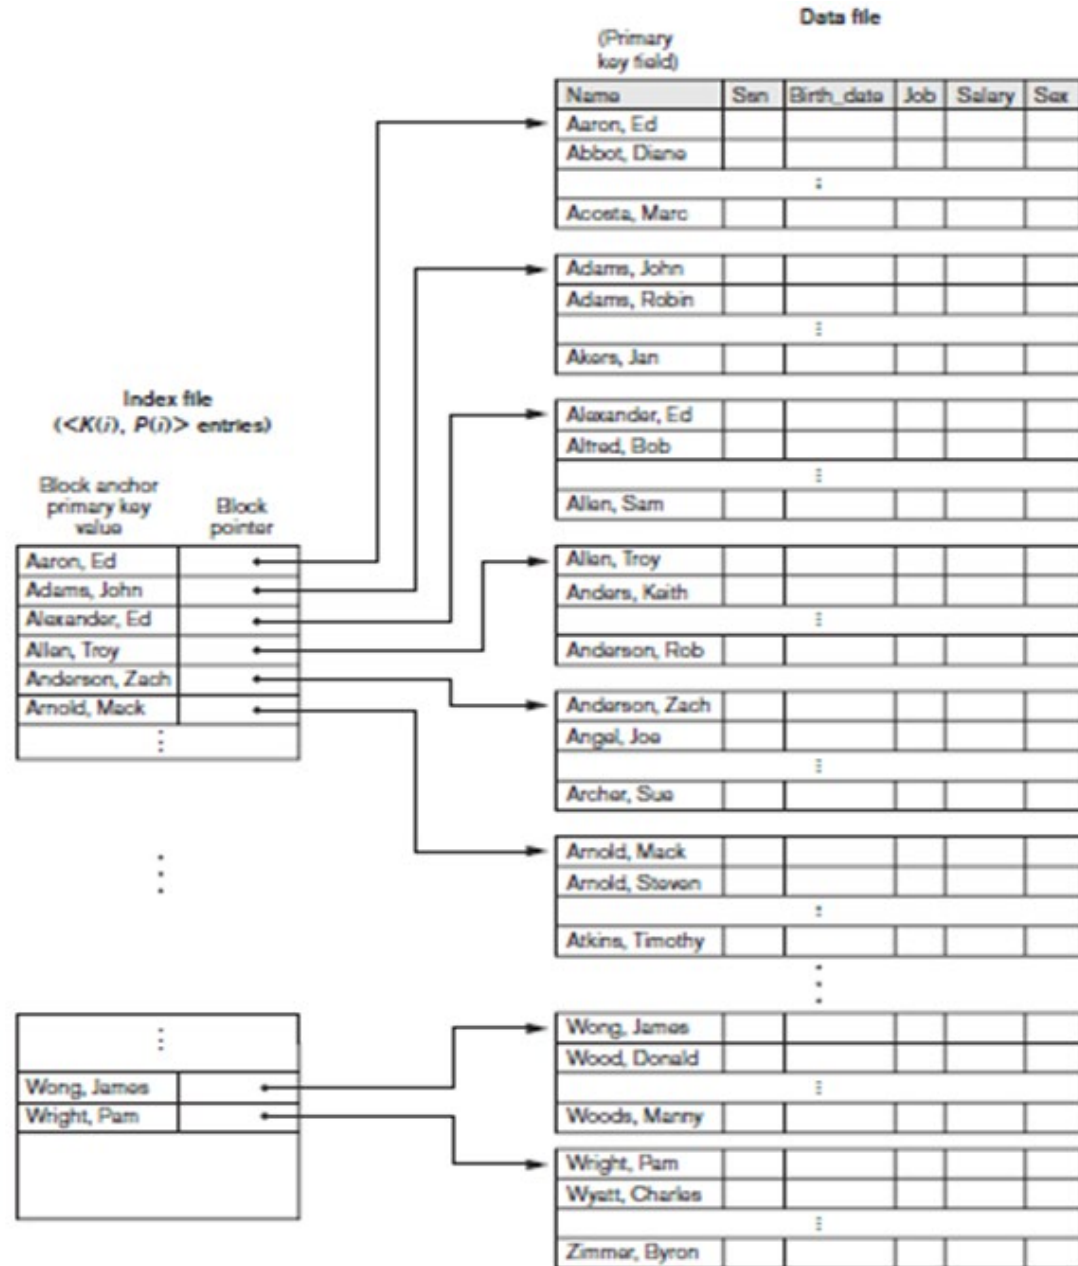 Data file
(Primary
key field)
Name Ssn Birth_date Job Salary Sex
Aaron, Ed
Abbot, Diane
Acosta, Marc
Adams, John
Adams, Robin
Akers, Jan
Alexander, Ed
Alfred, Bob
Allen, Sam
Allen, Troy
Anders, Keith
Anderson, Rob
Anderson, Zach
Angel, Joe
Archer, Sue
Arnold, Mack
Arnold, Steven
Atkins, Timothy
Wong, James
Wood, Donald
Woods, Manny
Wright, Pam
Wyatt, Charles
Zimmer, Byron
Index file
(<K(i), P(i)> entries)
Block anchor
primary key
value
Block
pointer
Aaron, Ed
Adams, John
Alexander, Ed
Allen, Troy
Anderson, Zach
Arnold, Mack
Wong, James
Wright, Pam